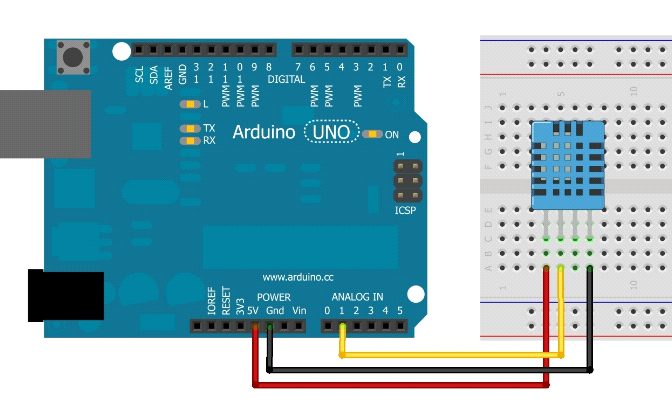 SCL
SDA
AREF
GND
13
12
PWM 11
PWM 10
PWM 9
8
DIGITAL
7
PWM 6
PWM 5
4
PWM 3
2
TX 1
RX 0
L
TX
RX
Arduino UNO
ON
1
ICSP
www.arduino.cc
POWER
ANALOG IN
IOREF
RESET
3V3
5V
Gnd
Vin
0 1 2 3 4 5
1 5 10
J
I
H
G
F
E
D
C
B
A
1 10